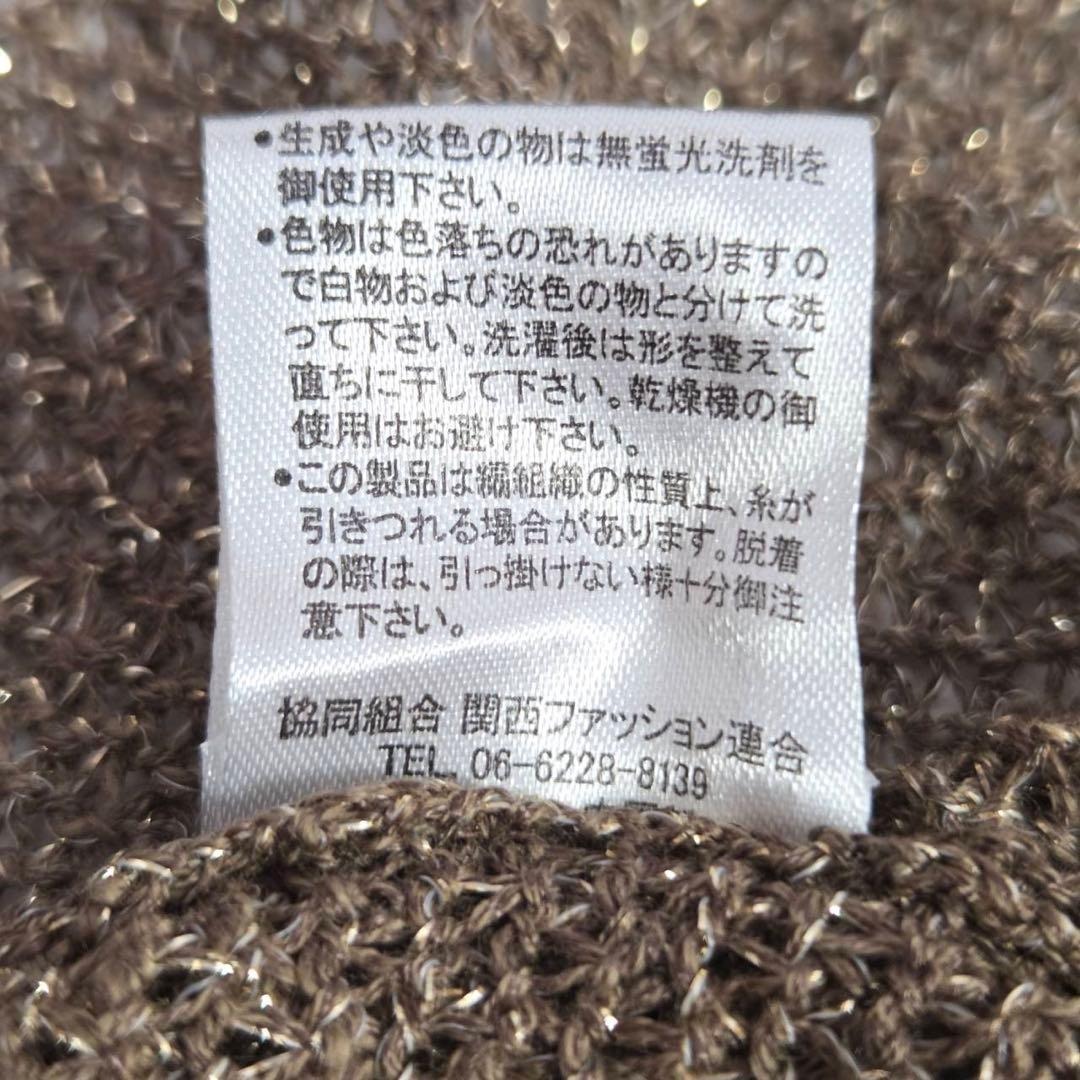 •生成や淡色の物は無蛍光洗剤を
御使用下さい。
•色物は色落ちの恐れがありますの
で白物および淡色の物と分けて洗
って下さい。洗濯後は形を整えて
直ちに干して下さい。乾燥機の御
使用はお避け下さい。
•この製品は編組織の性質上、糸が
引きつれる場合があります。脱着
の際は、引っ掛けない様十分御注
意下さい。
協同組合 関西ファッション連合
TEL. 06-6228-8139